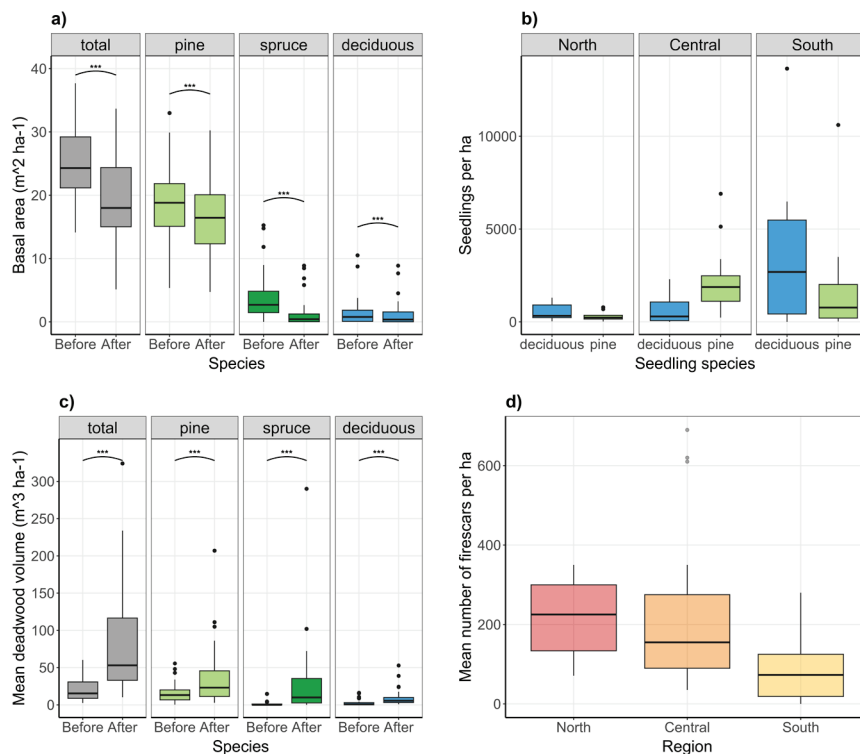 a)
total pine spruce deciduous
*** *** *** ***
40
30
20
10
0
Basal area (m^2 ha-1)
Before After Before After Before After Before After
Species
b)
North Central South
10000
5000
0
Seedlings per ha
deciduous pine deciduous pine deciduous pine
Seedling species
c)
total pine spruce deciduous
*** *** *** ***
300
250
200
150
100
50
0
Mean deadwood volume (m^3 ha-1)
Before After Before After Before After Before After
Species
d)
600
400
200
0
Mean number of firescars per ha
North Central South
Region